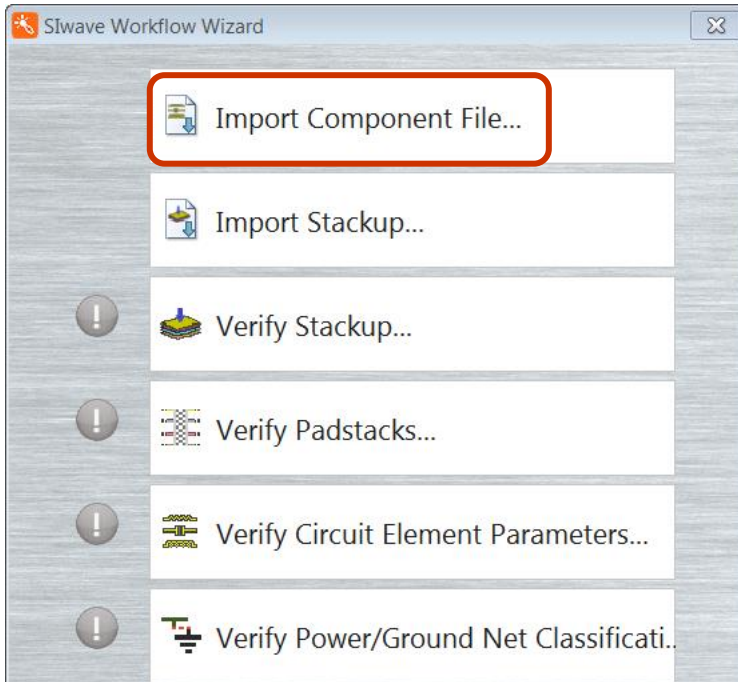 SIwave Workflow Wizard
Import Component File...
Import Stackup...
Verify Stackup...
Verify Padstacks...
Verify Circuit Element Parameters...
Verify Power/Ground Net Classificati..